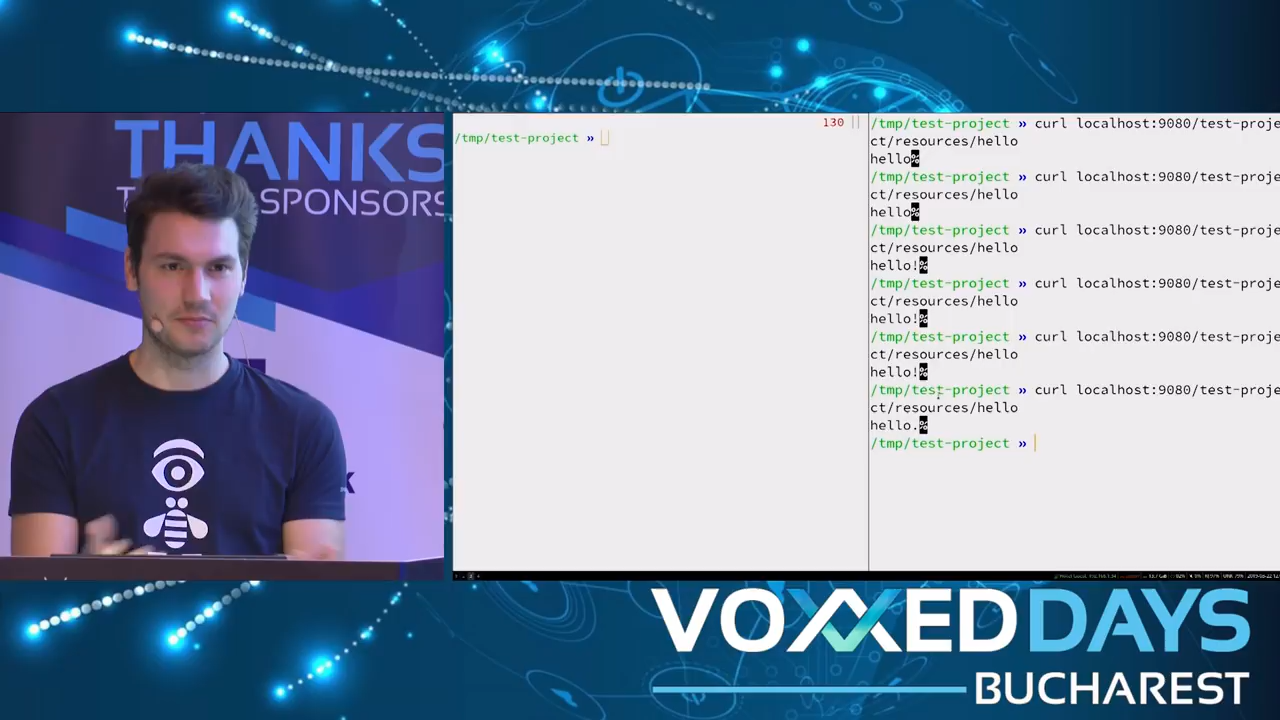 THANKS
SPONSORS
130
/tmp/test-project »
/tmp/test-project » curl localhost:9080/test-proje
ct/resources/hello
hello%
/tmp/test-project » curl localhost:9080/test-proje
ct/resources/hello
hello%
/tmp/test-project » curl localhost:9080/test-proje
ct/resources/hello
hello!%
/tmp/test-project » curl localhost:9080/test-proje
ct/resources/hello
hello!%
/tmp/test-project » curl localhost:9080/test-proje
ct/resources/hello
hello!%
/tmp/test-project » curl localhost:9080/test-proje
ct/resources/hello
hello.%
/tmp/test-project »
VOXXED DAYS
BUCHAREST